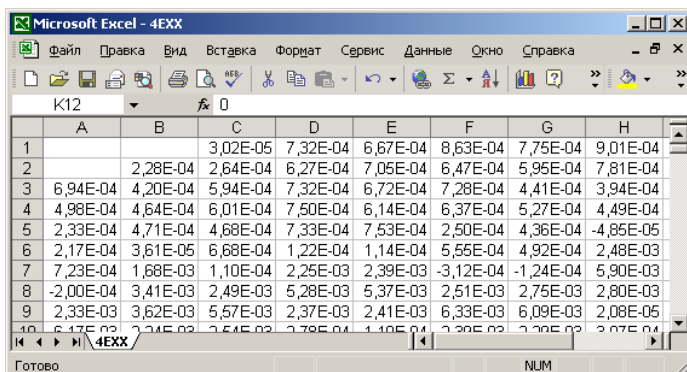 Microsoft Excel - 4EXX
Файл Правка Вид Вставка Формат Сервис Данные Окно Справка
K12 fx 0
A B C D E F G H
1 3,02E-05 7,32E-04 6,67E-04 8,63E-04 7,75E-04 9,01E-04
2 2,28E-04 2,64E-04 6,27E-04 7,05E-04 6,47E-04 5,95E-04 7,81E-04
3 6,94E-04 4,20E-04 5,94E-04 7,32E-04 6,72E-04 7,28E-04 4,41E-04 3,94E-04
4 4,98E-04 4,64E-04 6,01E-04 7,50E-04 6,14E-04 6,37E-04 5,27E-04 4,49E-04
5 2,33E-04 4,71E-04 4,68E-04 7,33E-04 7,53E-04 2,50E-04 4,36E-04 -4,85E-05
6 2,17E-04 3,61E-05 6,68E-04 1,22E-04 1,14E-04 5,55E-04 4,92E-04 2,48E-03
7 7,23E-04 1,68E-03 1,10E-04 2,25E-03 2,39E-03 -3,12E-04 -1,24E-04 5,90E-03
8 -2,00E-04 3,41E-03 2,49E-03 5,28E-03 5,37E-03 2,51E-03 2,75E-03 2,80E-03
9 2,33E-03 3,62E-03 5,57E-03 2,37E-03 2,41E-03 6,33E-03 6,09E-03 2,08E-05
4EXX
Готово NUM